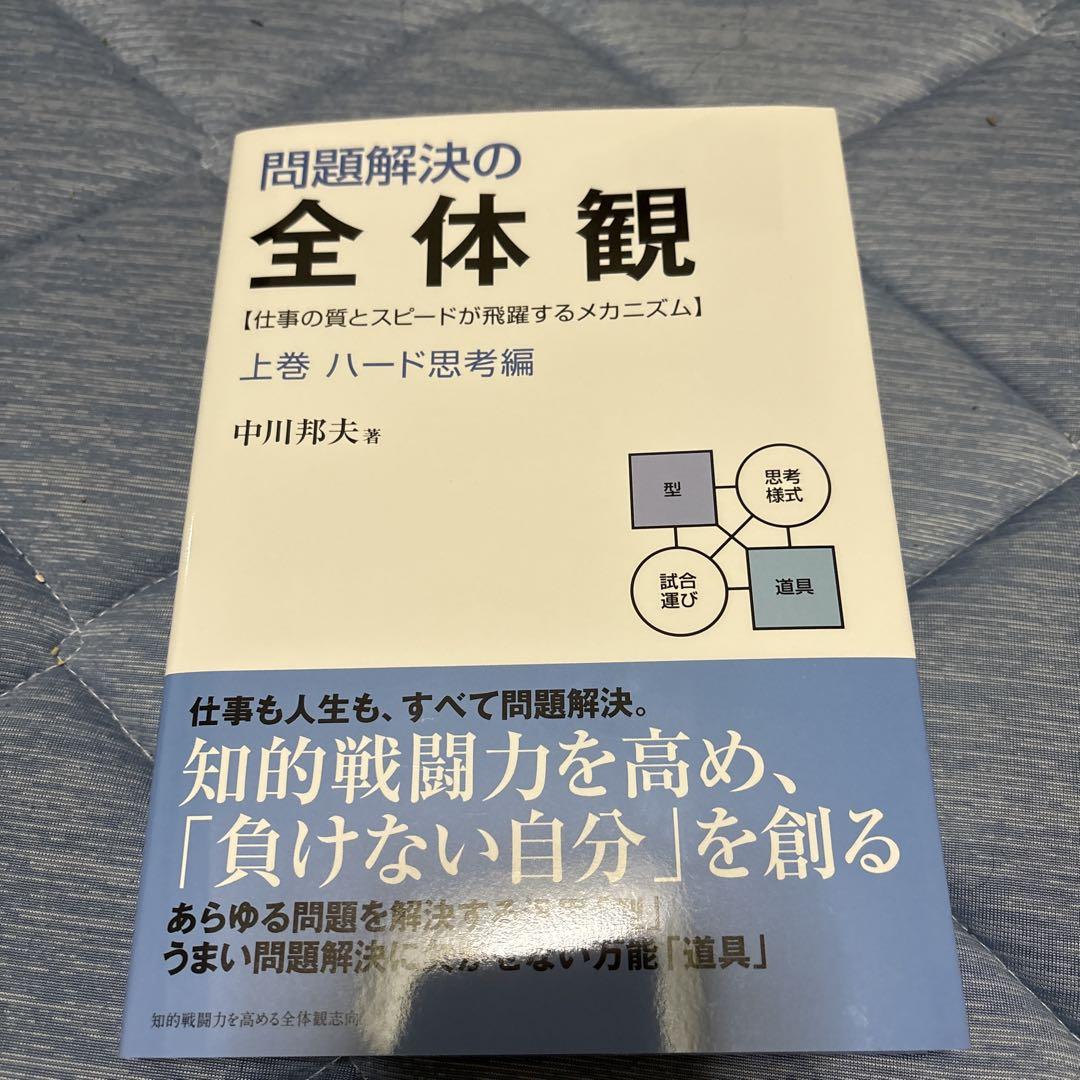 問題解決の
全体観
【仕事の質とスピードが飛躍するメカニズム】
上巻 ハード思考編
中川邦夫 著
型
思考
様式
試合
運び
道具
仕事も人生も、すべて問題解決。
知的戦闘力を高め、
「負けない自分」を創る
あらゆる問題を解決する
うまい問題解決に
ない万能「道具」
知的戦闘力を高める全体観志向